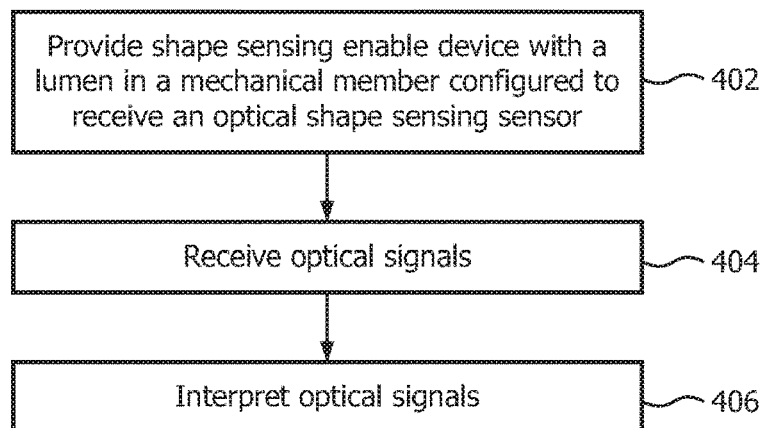 Provide shape sensing enable device with a
lumen in a mechanical member configured to
receive an optical shape sensing sensor
402
Receive optical signals
404
Interpret optical signals
406